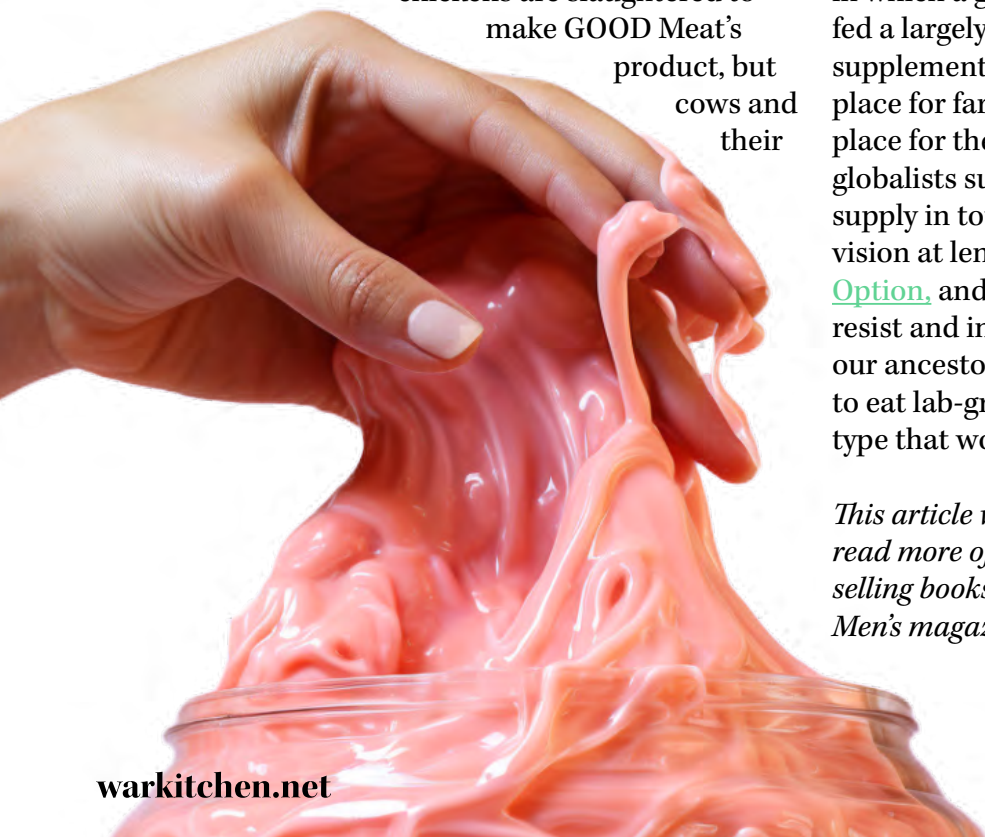 make GOOD Meat's
product, but
cows and
their
fed a largely
supplement
place for far
place for the
globalists su
supply in to
vision at len
Option, and
resist and in
our ancesto
to eat lab-gr
type that wo
This article
read more o
selling books
Men's magaz
warkitchen.net